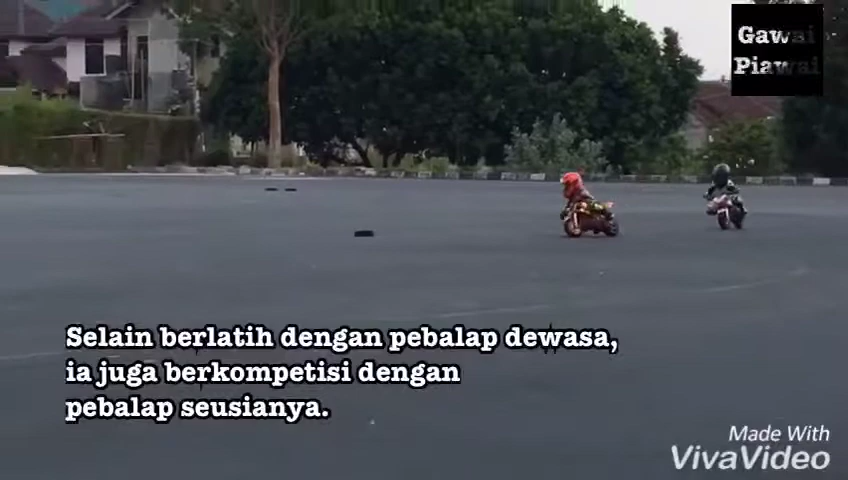 Gawai
Piawai
Selain berlatih dengan pebalap dewasa,
ia juga berkompetisi dengan
pebalap seusianya.
Made With
VivaVideo